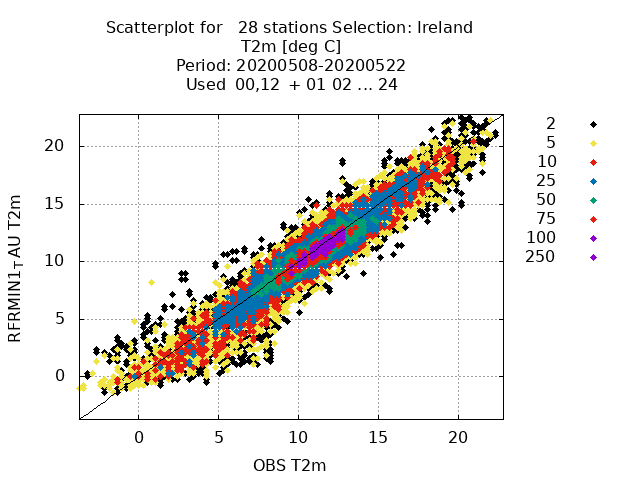 Scatterplot for 28 stations Selection: Ireland
T2m [deg C]
Period: 20200508-20200522
Used 00,12 + 01 02 ... 24
2
5
10
25
50
75
100
250
20
15
10
5
0
RFRMIN1_TAU T2m
0 5 10 15 20
OBS T2m